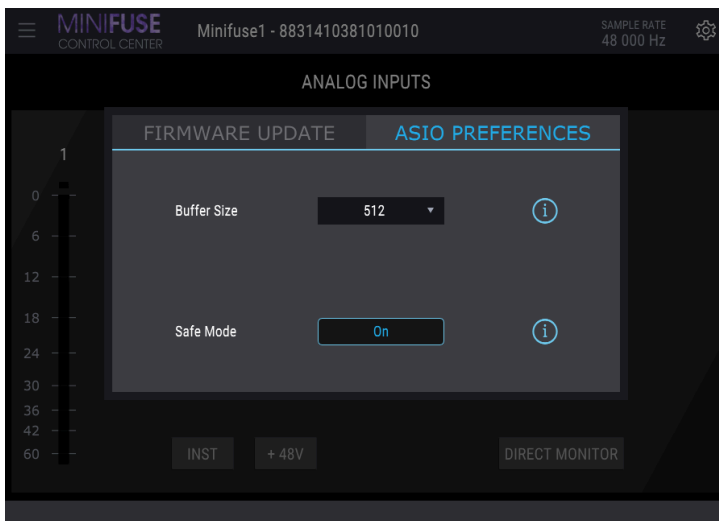 MINIFUSE
CONTROL CENTER
Minifuse1 - 8831410381010010
SAMPLE RATE
48 000 Hz
ANALOG INPUTS
FIRMWARE UPDATE
ASIO PREFERENCES
1
0
6
12
18
24
30
36
42
60
Buffer Size
512
i
Safe Mode
On
i
INST
+ 48V
DIRECT MONITOR